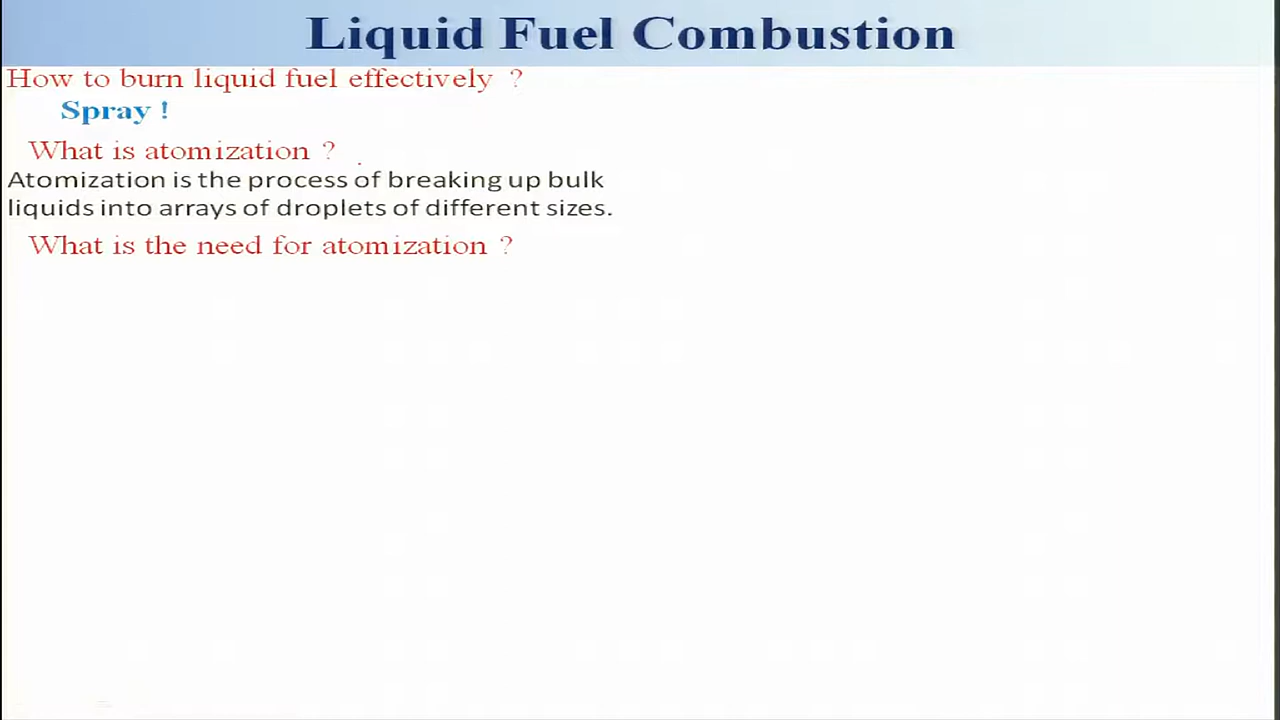 Liquid Fuel Combustion
How to burn liquid fuel effectively ?
Spray !
What is atomization ?
Atomization is the process of breaking up bulk
liquids into arrays of droplets of different sizes.
What is the need for atomization ?